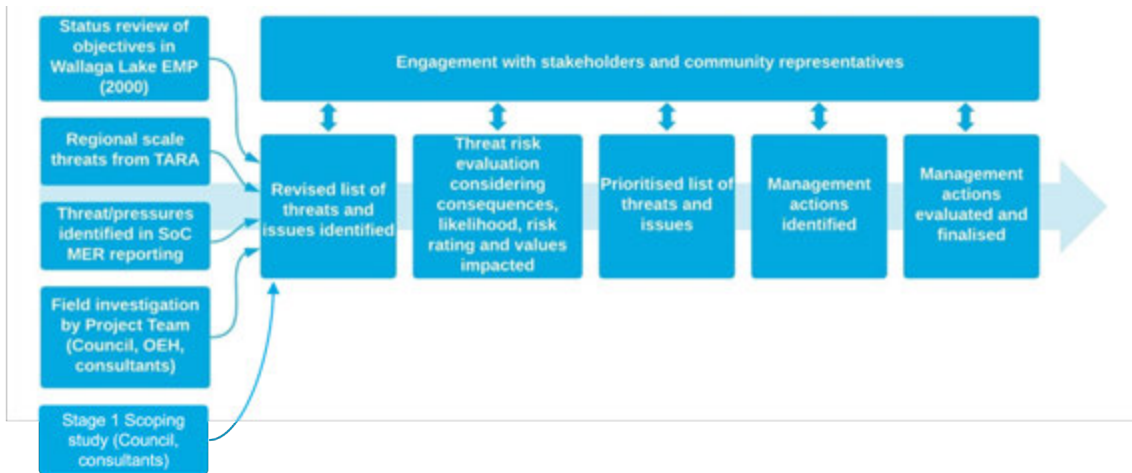 Status review of
objectives in
Wallaga Lake EMP
(2000)
Regional scale
threats from TARA
Threat/pressures
identified in SoC
MER reporting
Field investigation
by Project Team
(Council, OEH,
consultants)
Stage 1 Scoping
study (Council,
consultants)
Engagement with stakeholders and community representatives
Revised list of
threats and
issues identified
Threat risk
evaluation
considering
consequences,
likelihood, risk
rating and values
impacted
Prioritised list of
threats and
issues
Management
actions
identified
Management
actions
evaluated and
finalised